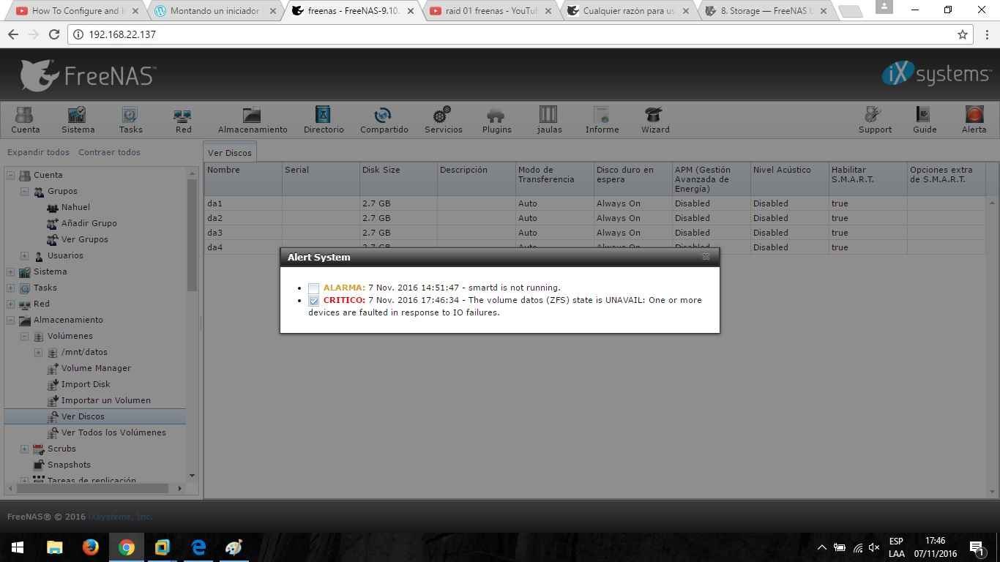 How To Configure and I
Montando un iniciador
freenas - FreeNAS-9.10.
raid 01 freenas - YouTu
Cualquier razón para us
8. Storage — FreeNAS U
192.168.22.137
FreeNAS™
iX systems™
Cuenta
Sistema
Tasks
Red
Almacenamiento
Directorio
Compartido
Servicios
Plugins
jaulas
Informe
Wizard
Support
Guide
Alerta
Expandir todos Contraer todos
Cuenta
Grupos
Nahuel
Añadir Grupo
Ver Grupos
Usuarios
Sistema
Tasks
Red
Almacenamiento
Volúmenes
/mnt/datos
Volume Manager
Import Disk
Importar un Volumen
Ver Discos
Ver Todos los Volúmenes
Scrubs
Snapshots
Tareas de replicación
Ver Discos
Nombre
Serial
Disk Size
Descripción
Modo de
Transferencia
Disco duro en
espera
APM (Gestión
Avanzada de
Energía)
Nivel Acústico
Habilitar
S.M.A.R.T.
Opciones extra
de S.M.A.R.T.
da1 2.7 GB Auto Always On Disabled Disabled true
da2 2.7 GB Auto Always On Disabled Disabled true
da3 2.7 GB Auto Always On Disabled Disabled true
da4 2.7 GB Auto Always On Disabled Disabled true
Alert System
ALARMA: 7 Nov. 2016 14:51:47 - smartd is not running.
CRITICO: 7 Nov. 2016 17:46:34 - The volume datos (ZFS) state is UNAVAIL: One or more
devices are faulted in response to IO failures.
FreeNAS® © 2016 iXsystems, Inc.
ESP
LAA
17:46
07/11/2016
1